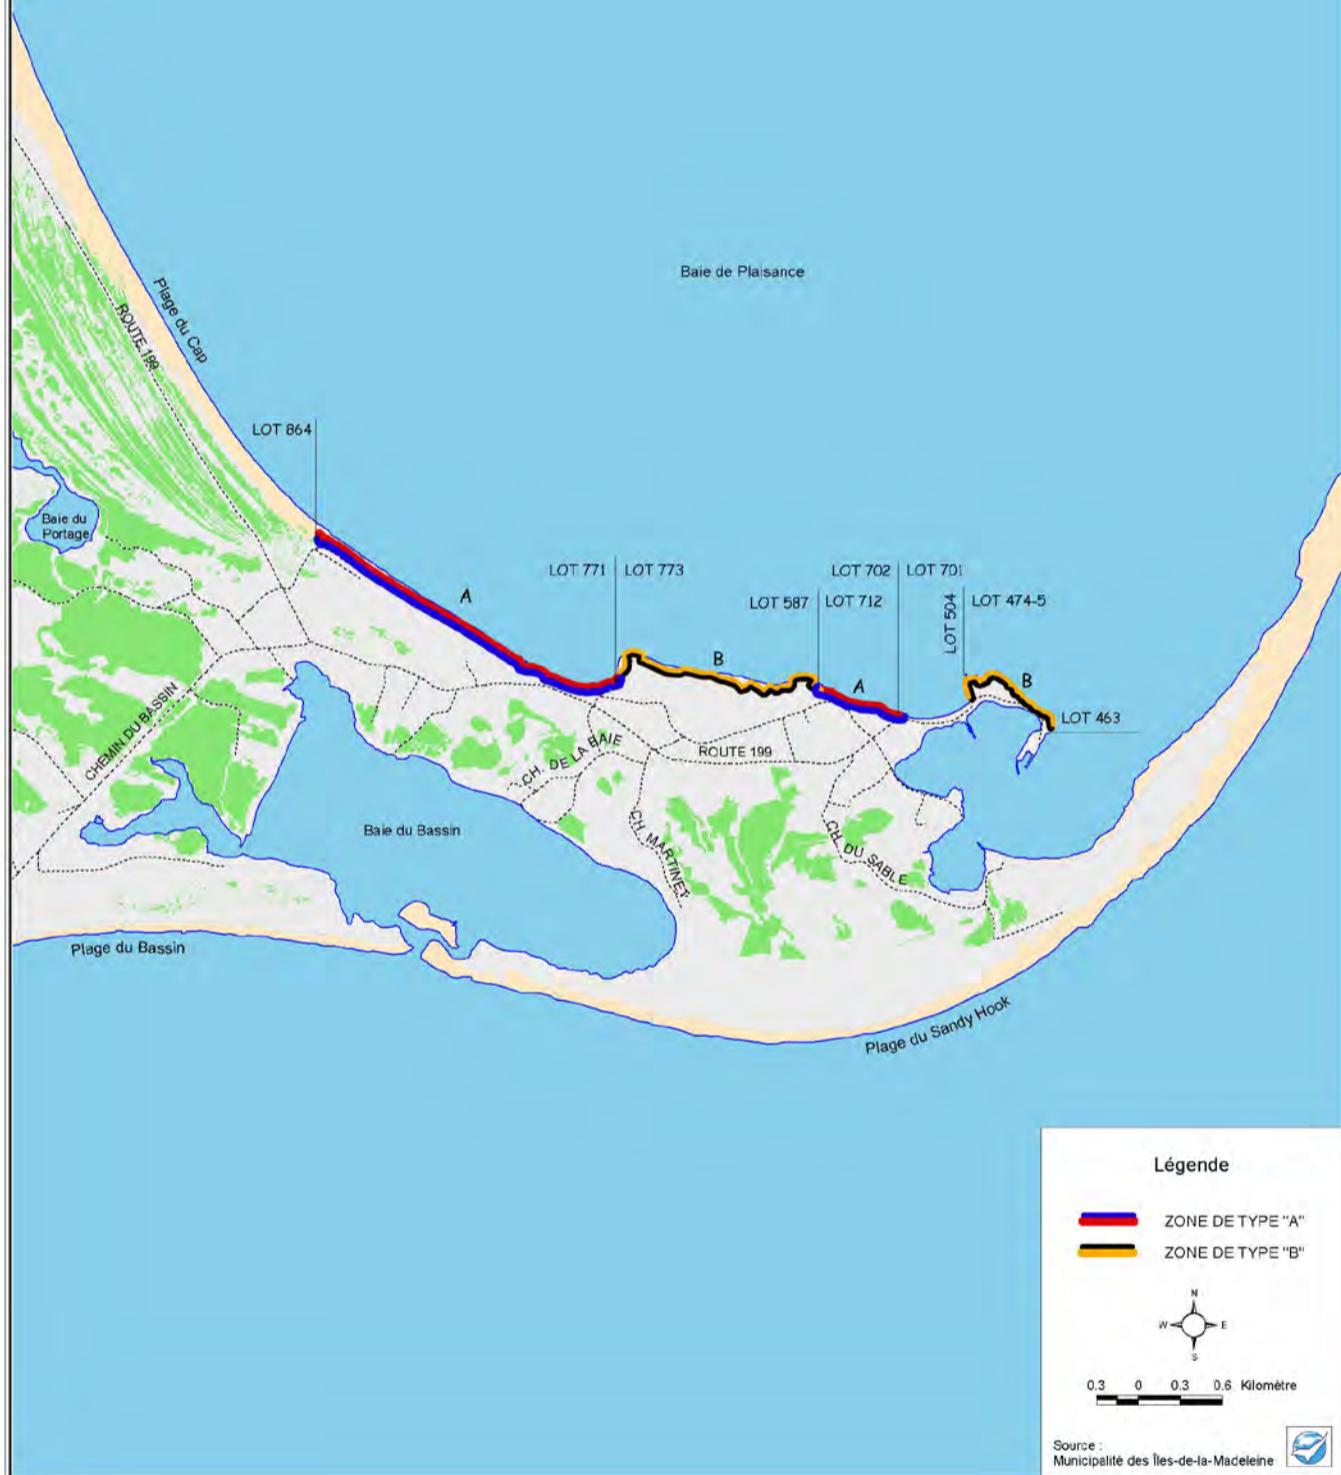 Baie de Plaisance
Plage du Cap
ROUTE 199
LOT 864
Baie du
Portage
A
LOT 771
LOT 773
LOT 702
LOT 701
LOT 587
LOT 712
LOT 504
LOT 474-5
B
A
B
LOT 463
CHEMIN DU BASSIN
CH. DE LA BAIE
ROUTE 199
Baie du Bassin
CH. MARTINET
CH. DU SABLE
Plage du Bassin
Plage du Sandy Hook
Légende
ZONE DE TYPE "A"
ZONE DE TYPE "B"
N
W
E
S
0.3 0 0.3 0.6 Kilomètre
Source :
Municipalité des Îles-de-la-Madeleine